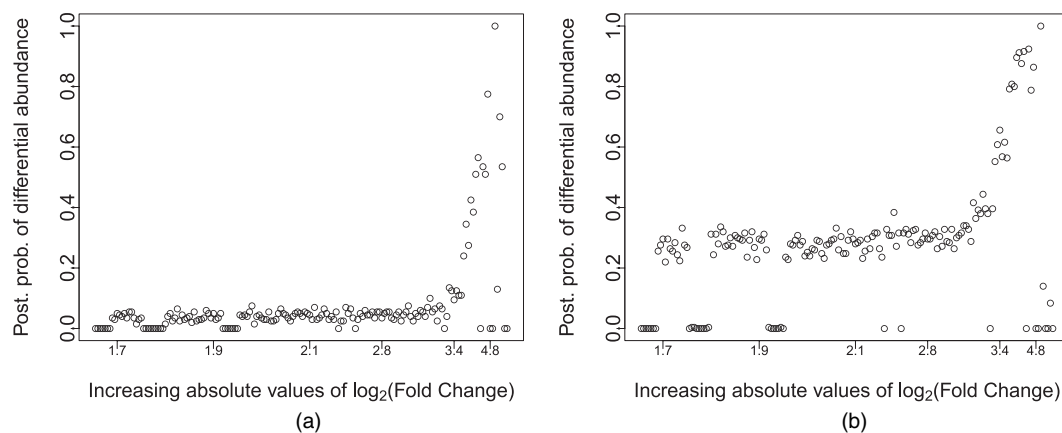 Post. prob. of differential abundance
1.0
0.8
0.6
0.4
0.2
0.0
1.7 1.9 2.1 2.8 3.4 4.8
Increasing absolute values of log₂(Fold Change)
(a)
Post. prob. of differential abundance
1.0
0.8
0.6
0.4
0.2
0.0
1.7 1.9 2.1 2.8 3.4 4.8
Increasing absolute values of log₂(Fold Change)
(b)